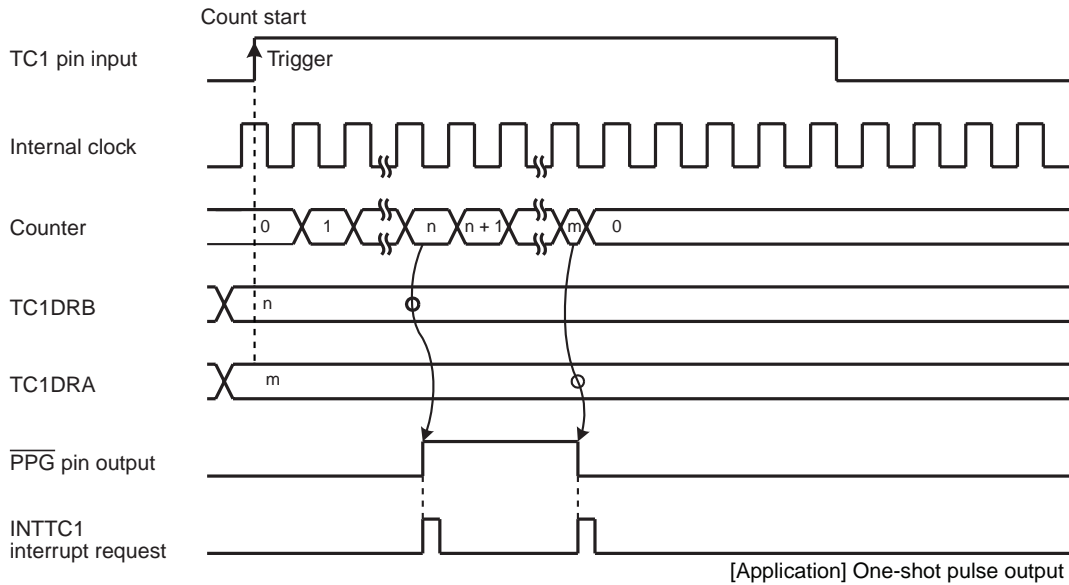 Count start
TC1 pin input
Trigger
Internal clock
Counter
0 1 n n + 1 m 0
TC1DRB
n
TC1DRA
m
PPG pin output
INTTC1
interrupt request
[Application] One-shot pulse output